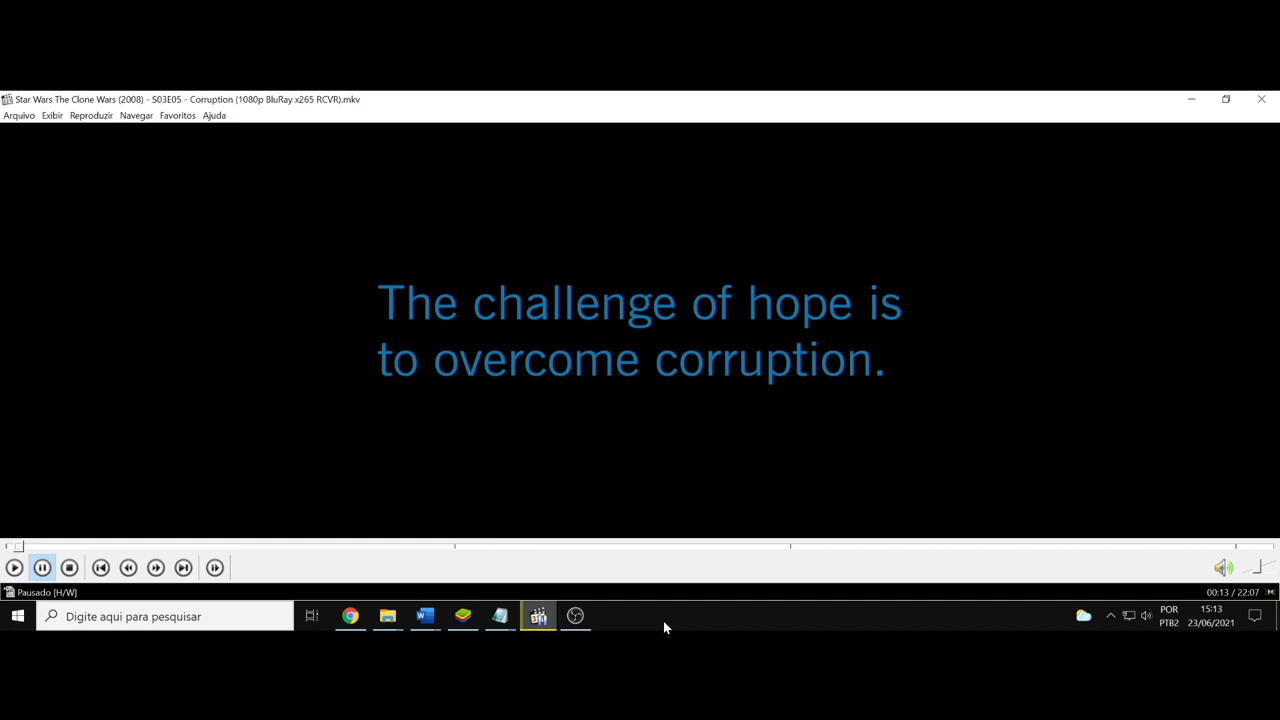 Star Wars The Clone Wars (2008) - S03E05 - Corruption (1080p BluRay x265 RCVR).mkv
Arquivo Exibir Reproduzir Navegar Favoritos Ajuda
The challenge of hope is
to overcome corruption.
Pausado [H/W]
00:13 / 22:07
Digite aqui para pesquisar
POR
PTB2
15:13
23/06/2021